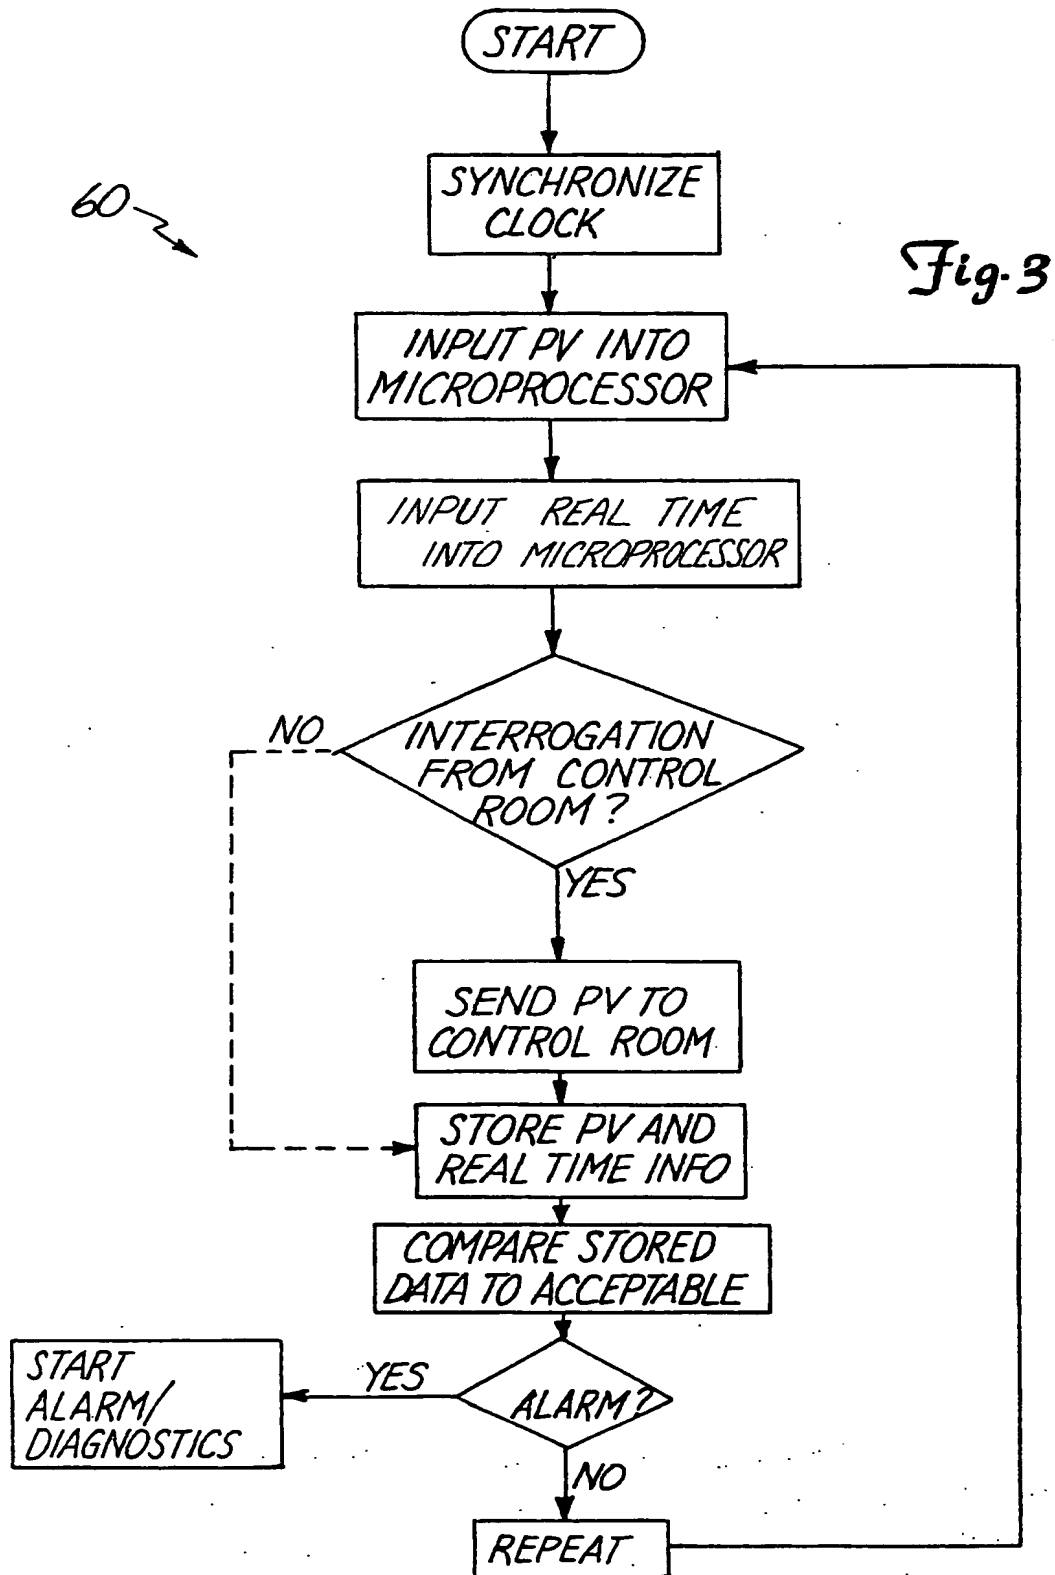 START
SYNCHRONIZE
CLOCK
60
Fig. 3
INPUT PV INTO
MICROPROCESSOR
INPUT REAL TIME
INTO MICROPROCESSOR
NO
INTERROGATION
FROM CONTROL
ROOM?
YES
SEND PV TO
CONTROL ROOM
STORE PV AND
REAL TIME INFO
COMPARE STORED
DATA TO ACCEPTABLE
START
ALARM/
DIAGNOSTICS
YES
ALARM?
NO
REPEAT